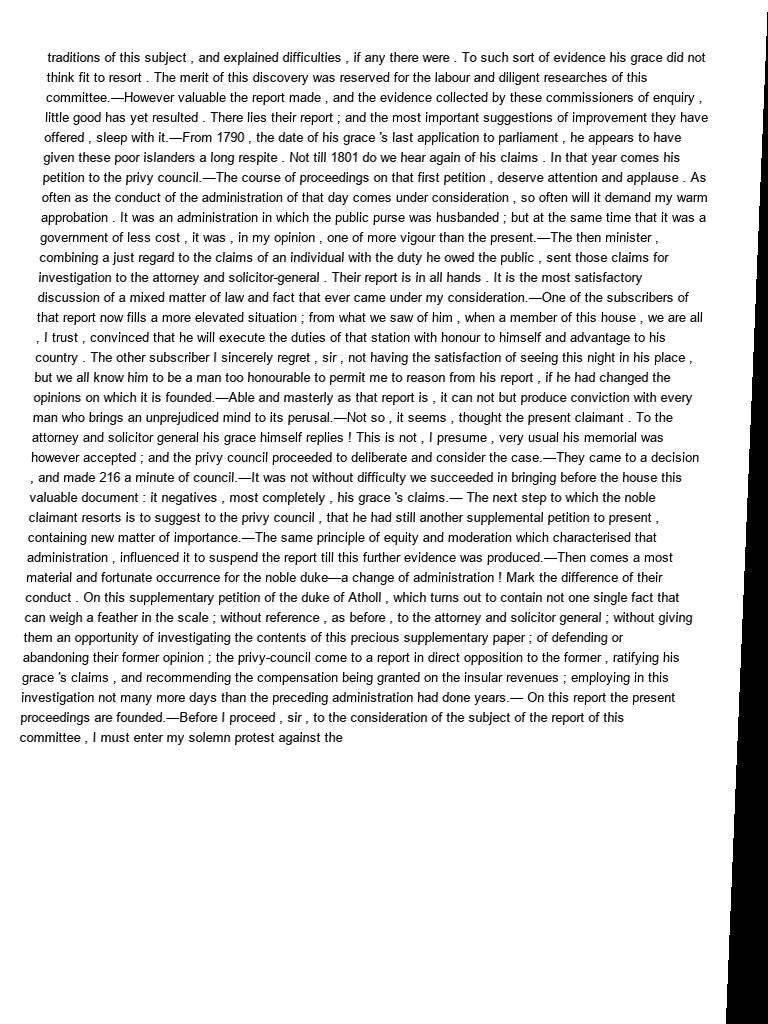 traditions of this subject , and explained difficulties , if any there were . To such sort of evidence his grace did not
think fit to resort . The merit of this discovery was reserved for the labour and diligent researches of this
committee.—However valuable the report made , and the evidence collected by these commissioners of enquiry ,
little good has yet resulted . There lies their report ; and the most important suggestions of improvement they have
offered , sleep with it.—From 1790 , the date of his grace 's last application to parliament , he appears to have
given these poor islanders a long respite . Not till 1801 do we hear again of his claims . In that year comes his
petition to the privy council.—The course of proceedings on that first petition , deserve attention and applause . As
often as the conduct of the administration of that day comes under consideration , so often will it demand my warm
approbation . It was an administration in which the public purse was husbanded ; but at the same time that it was a
government of less cost , it was , in my opinion , one of more vigour than the present.—The then minister ,
combining a just regard to the claims of an individual with the duty he owed the public , sent those claims for
investigation to the attorney and solicitor-general . Their report is in all hands . It is the most satisfactory
discussion of a mixed matter of law and fact that ever came under my consideration.—One of the subscribers of
that report now fills a more elevated situation ; from what we saw of him , when a member of this house , we are all
, I trust , convinced that he will execute the duties of that station with honour to himself and advantage to his
country . The other subscriber I sincerely regret , sir , not having the satisfaction of seeing this night in his place ,
but we all know him to be a man too honourable to permit me to reason from his report , if he had changed the
opinions on which it is founded.—Able and masterly as that report is , it can not but produce conviction with every
man who brings an unprejudiced mind to its perusal.—Not so , it seems , thought the present claimant . To the
attorney and solicitor general his grace himself replies ! This is not , I presume , very usual his memorial was
however accepted ; and the privy council proceeded to deliberate and consider the case.—They came to a decision
, and made 216 a minute of council.—It was not without difficulty we succeeded in bringing before the house this
valuable document : it negatives , most completely , his grace 's claims.— The next step to which the noble
claimant resorts is to suggest to the privy council , that he had still another supplemental petition to present ,
containing new matter of importance.—The same principle of equity and moderation which characterised that
administration , influenced it to suspend the report till this further evidence was produced.—Then comes a most
material and fortunate occurrence for the noble duke—a change of administration ! Mark the difference of their
conduct . On this supplementary petition of the duke of Atholl , which turns out to contain not one single fact that
can weigh a feather in the scale ; without reference , as before , to the attorney and solicitor general ; without giving
them an opportunity of investigating the contents of this precious supplementary paper ; of defending or
abandoning their former opinion ; the privy-council come to a report in direct opposition to the former , ratifying his
grace 's claims , and recommending the compensation being granted on the insular revenues ; employing in this
investigation not many more days than the preceding administration had done years.— On this report the present
proceedings are founded.—Before I proceed , sir , to the consideration of the subject of the report of this
committee , I must enter my solemn protest against the